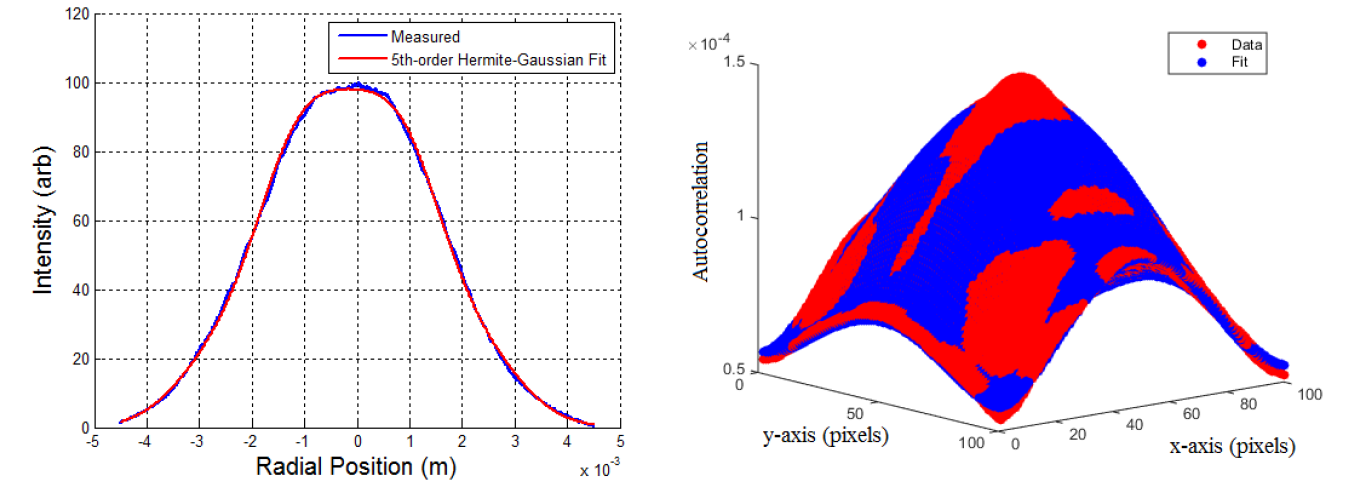 120
100
80
60
40
20
0
Intensity (arb)
-5 -4 -3 -2 -1 0 1 2 3 4 5
Radial Position (m)
x 10-3
Measured
5th-order Hermite-Gaussian Fit
× 10-4
1.5
1
0.5
Autocorrelation
0
50
100
y-axis (pixels)
0
20
40
60
80
100
x-axis (pixels)
Data
Fit